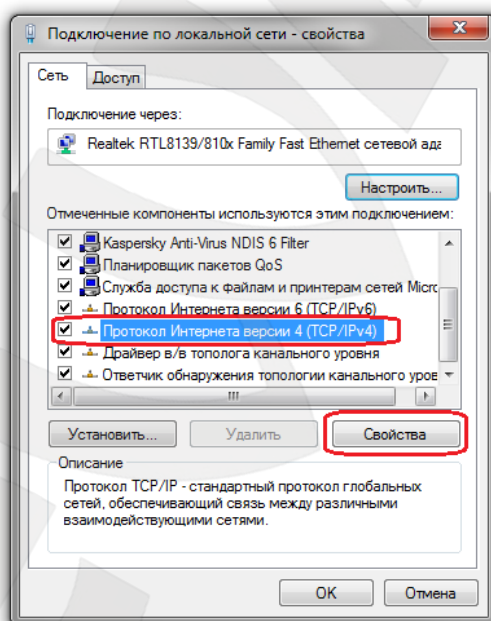 Подключение по локальной сети - свойства
Сеть
Доступ
Подключение через:
Realtek RTL8139/810x Family Fast Ethernet сетевой ада
Настроить...
Отмеченные компоненты используются этим подключением:
Kaspersky Anti-Virus NDIS 6 Filter
Планировщик пакетов QoS
Служба доступа к файлам и принтерам сетей Micro
Протокол Интернета версии 6 (TCP/IPv6)
Протокол Интернета версии 4 (TCP/IPv4)
Драйвер в/в тополога канального уровня
Ответчик обнаружения топологии канального уров
Установить...
Удалить
Свойства
Описание
Протокол TCP/IP - стандартный протокол глобальных
сетей, обеспечивающий связь между различными
взаимодействующими сетями.
OK
Отмена